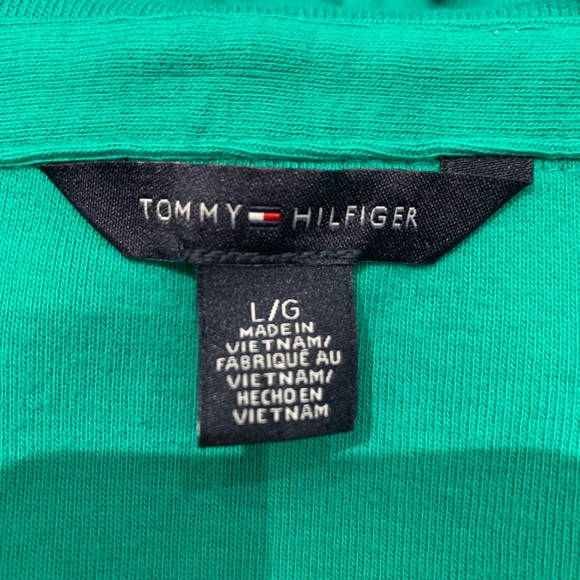 TOMMY HILFIGER
L/G
MADE IN
VIETNAM/
FABRIQUÉ AU
VIETNAM/
HECHO EN
VIETNAM